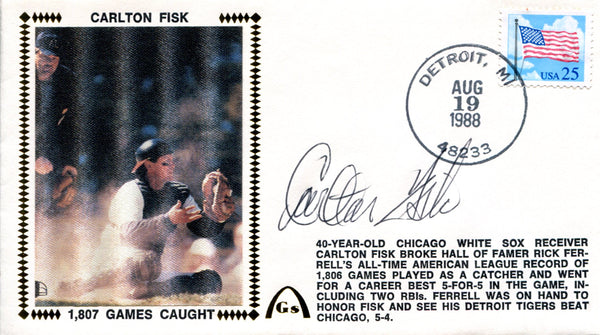 CARLTON FISK
USA 25
DETROIT, MI
AUG
19
1988
48233
Carlton Fisk
40-YEAR-OLD CHICAGO WHITE SOX RECEIVER
CARLTON FISK BROKE HALL OF FAMER RICK FER-
RELL'S ALL-TIME AMERICAN LEAGUE RECORD OF
1,806 GAMES PLAYED AS A CATCHER AND WENT
FOR A CAREER BEST 5-FOR-5 IN THE GAME, IN-
CLUDING TWO RBIs. FERRELL WAS ON HAND TO
HONOR FISK AND SEE HIS DETROIT TIGERS BEAT
CHICAGO, 5-4.
1,807 GAMES CAUGHT
Gs